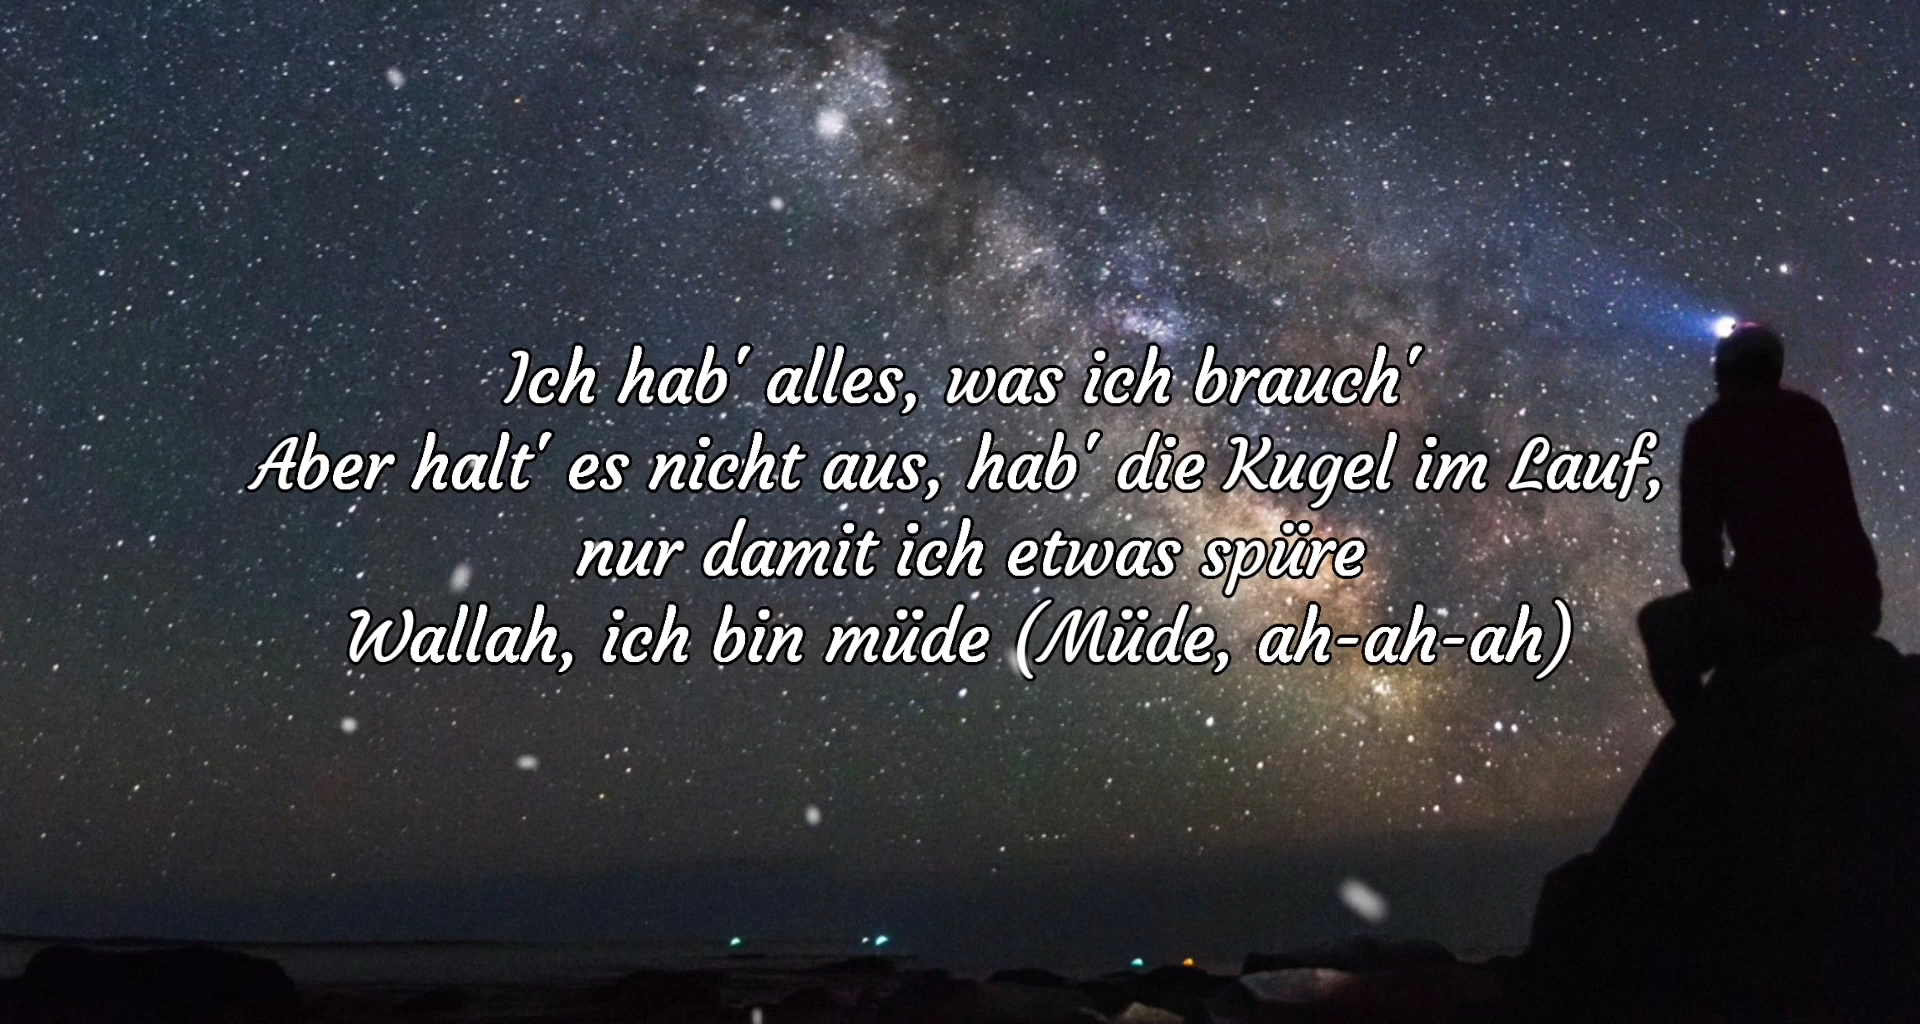 Ich hab' alles, was ich brauch'
Aber halt' es nicht aus, hab' die Kugel im Lauf,
nur damit ich etwas spüre
Wallah, ich bin müde (Müde, ah-ah-ah)